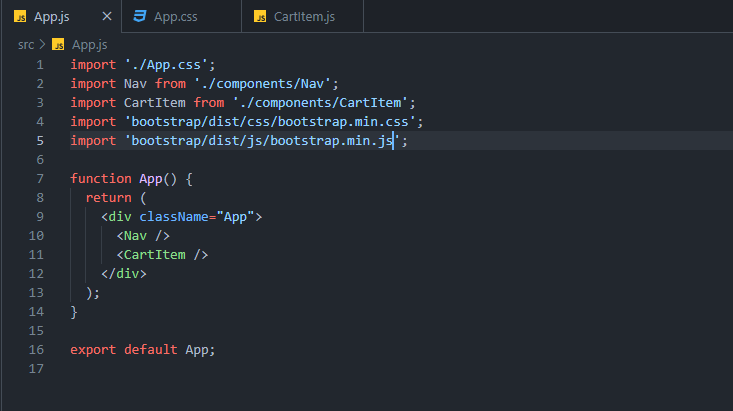 JS App.js × App.css JS CartItem.js
src > JS App.js
1 import './App.css';
2 import Nav from './components/Nav';
3 import CartItem from './components/CartItem';
4 import 'bootstrap/dist/css/bootstrap.min.css';
5 import 'bootstrap/dist/js/bootstrap.min.js';
6
7 function App() {
8   return (
9     <div className="App">
10       <Nav />
11       <CartItem />
12     </div>
13   );
14 }
15
16 export default App;
17